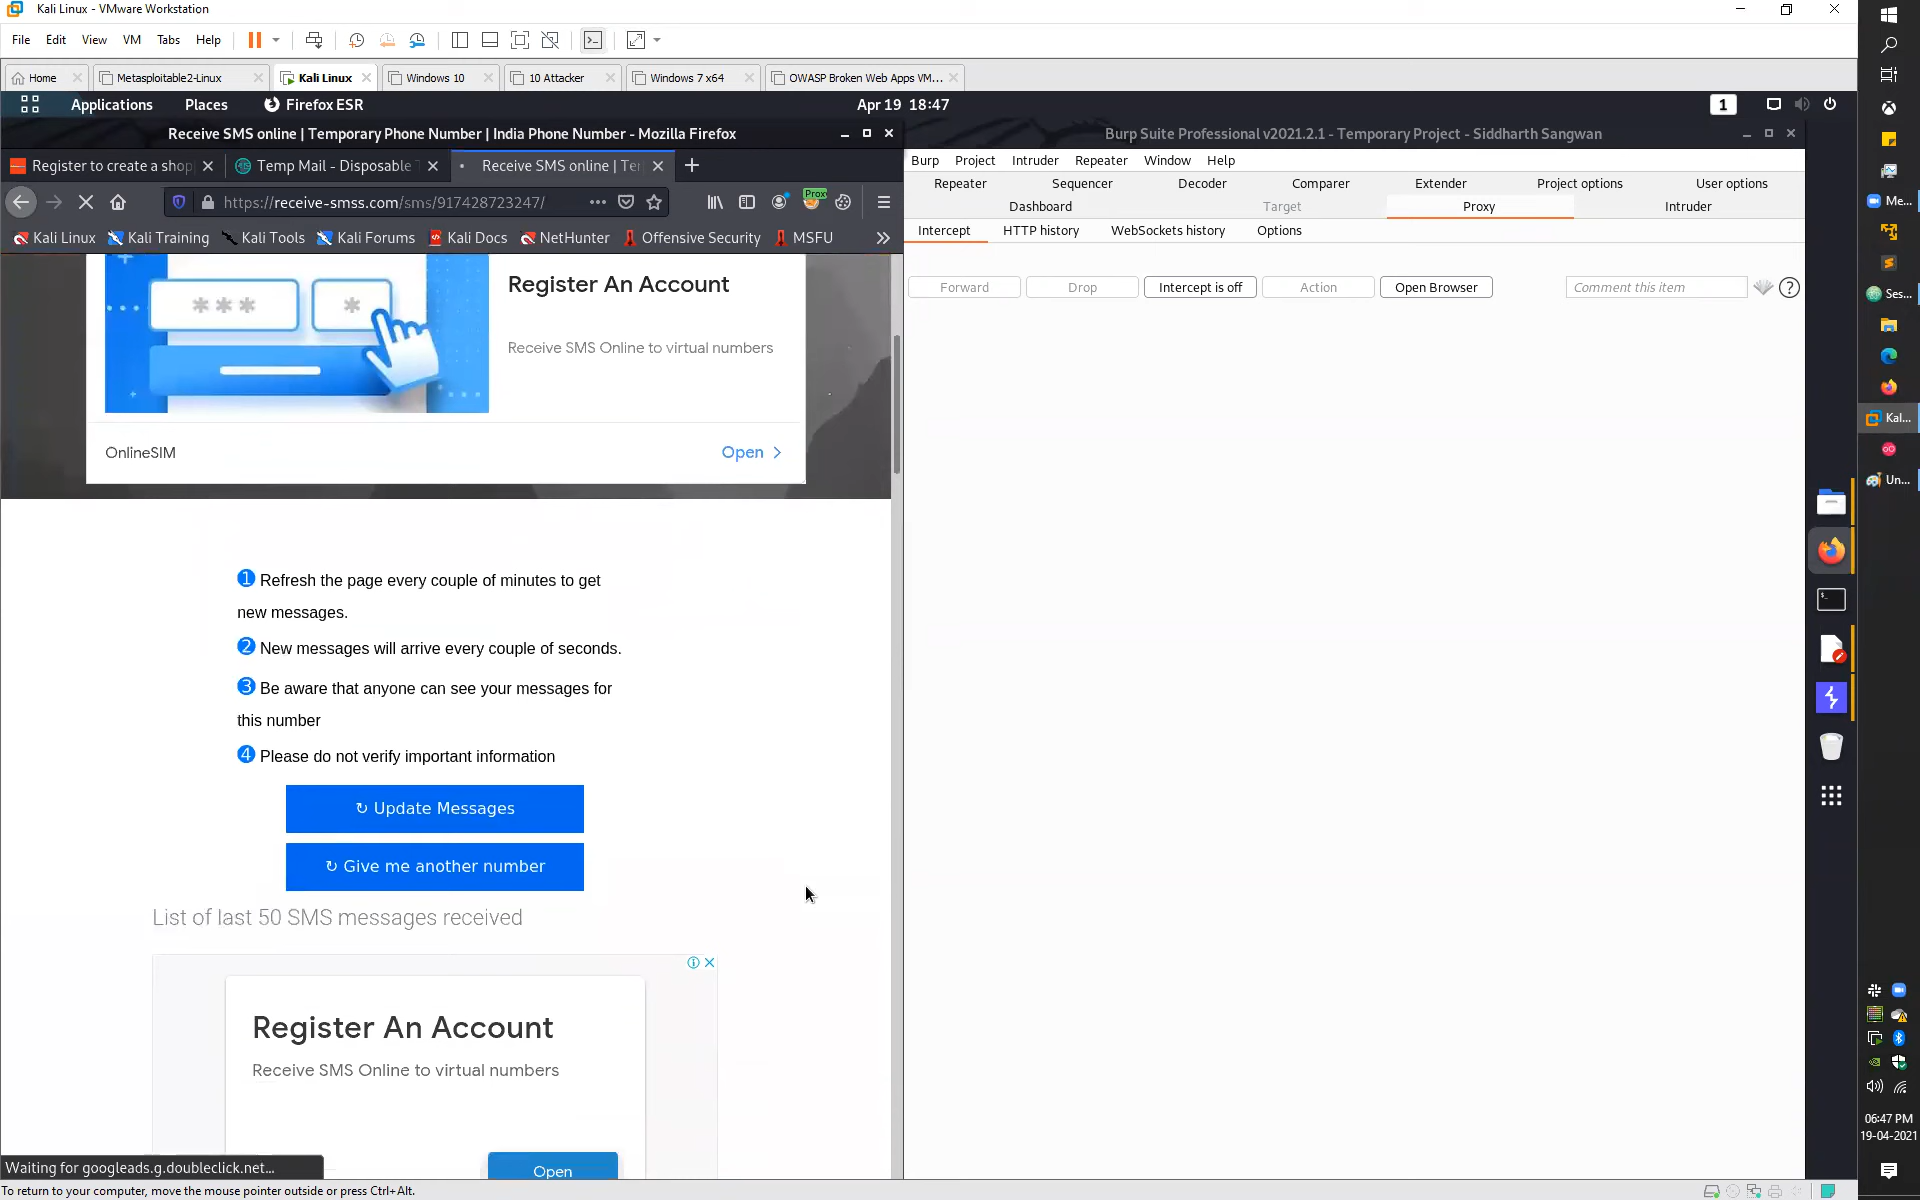 Kali Linux - VMware Workstation
File Edit View VM Tabs Help
Home Metasploitable2-Linux Kali Linux Windows 10 10 Attacker Windows 7 x64 OWASP Broken Web Apps VM...
Applications Places Firefox ESR Apr 19 18:47 1
Receive SMS online | Temporary Phone Number | India Phone Number - Mozilla Firefox
Register to create a shop Temp Mail - Disposable Receive SMS online | Te
https://receive-smss.com/sms/917428723247/
Proxy
Kali Linux Kali Training Kali Tools Kali Forums Kali Docs NetHunter Offensive Security MSFU
Register An Account
Receive SMS Online to virtual numbers
OnlineSIM Open
1 Refresh the page every couple of minutes to get
new messages.
2 New messages will arrive every couple of seconds.
3 Be aware that anyone can see your messages for
this number
4 Please do not verify important information
↻ Update Messages
↻ Give me another number
List of last 50 SMS messages received
Register An Account
Receive SMS Online to virtual numbers
Open
Waiting for googleads.g.doubleclick.net...
Burp Suite Professional v2021.2.1 - Temporary Project - Siddharth Sangwan
Burp Project Intruder Repeater Window Help
Repeater Sequencer Decoder Comparer Extender Project options User options
Dashboard Target Proxy Intruder
Intercept HTTP history WebSockets history Options
Forward Drop Intercept is off Action Open Browser Comment this item ?
Me...
Ses...
Kal...
Un...
06:47 PM
19-04-2021
To return to your computer, move the mouse pointer outside or press Ctrl+Alt.